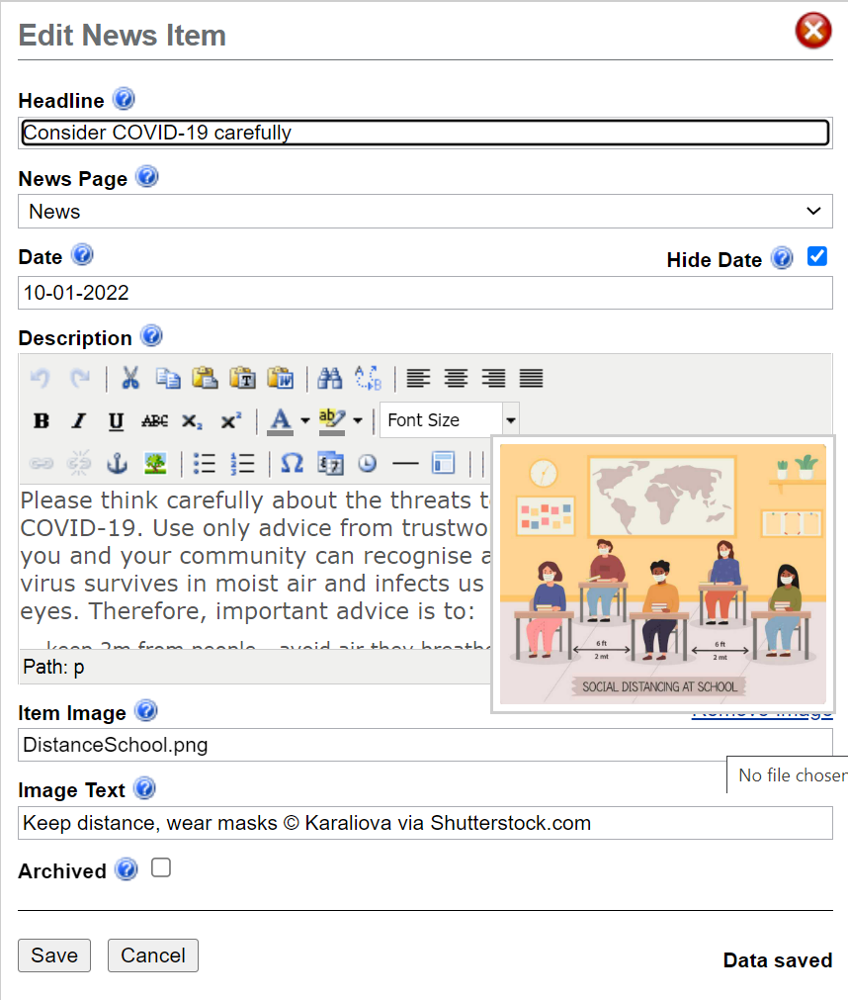 Edit News Item
Headline
Consider COVID-19 carefully
News Page
News
Date
Hide Date
10-01-2022
Description
B I U ABC X₂ X²
A
ab
Font Size
Please think carefully about the threats t
COVID-19. Use only advice from trustwo
you and your community can recognise a
virus survives in moist air and infects us
eyes. Therefore, important advice is to:
keep 2m from people - avoid air they breathe
Path: p
6 ft
2 mt
6 ft
2 mt
SOCIAL DISTANCING AT SCHOOL
Item Image
Remove Image
DistanceSchool.png
No file chosen
Image Text
Keep distance, wear masks © Karaliova via Shutterstock.com
Archived
Save
Cancel
Data saved